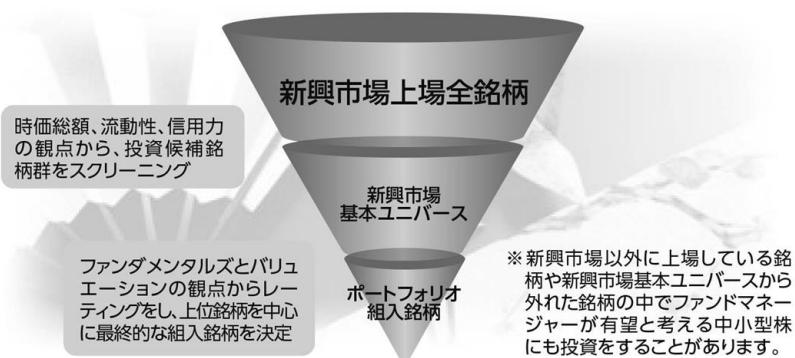 新興市場上場全銘柄
時価総額、流動性、信用力
の観点から、投資候補銘
柄群をスクリーニング
新興市場
基本ユニバース
ファンダメンタルズとバリュ
エーションの観点からレー
ティングをし、上位銘柄を中心
に最終的な組入銘柄を決定
ポートフォリオ
組入銘柄
※新興市場以外に上場している銘
柄や新興市場基本ユニバースから
外れた銘柄の中でファンドマネー
ジャーが有望と考える中小型株
にも投資をすることがあります。